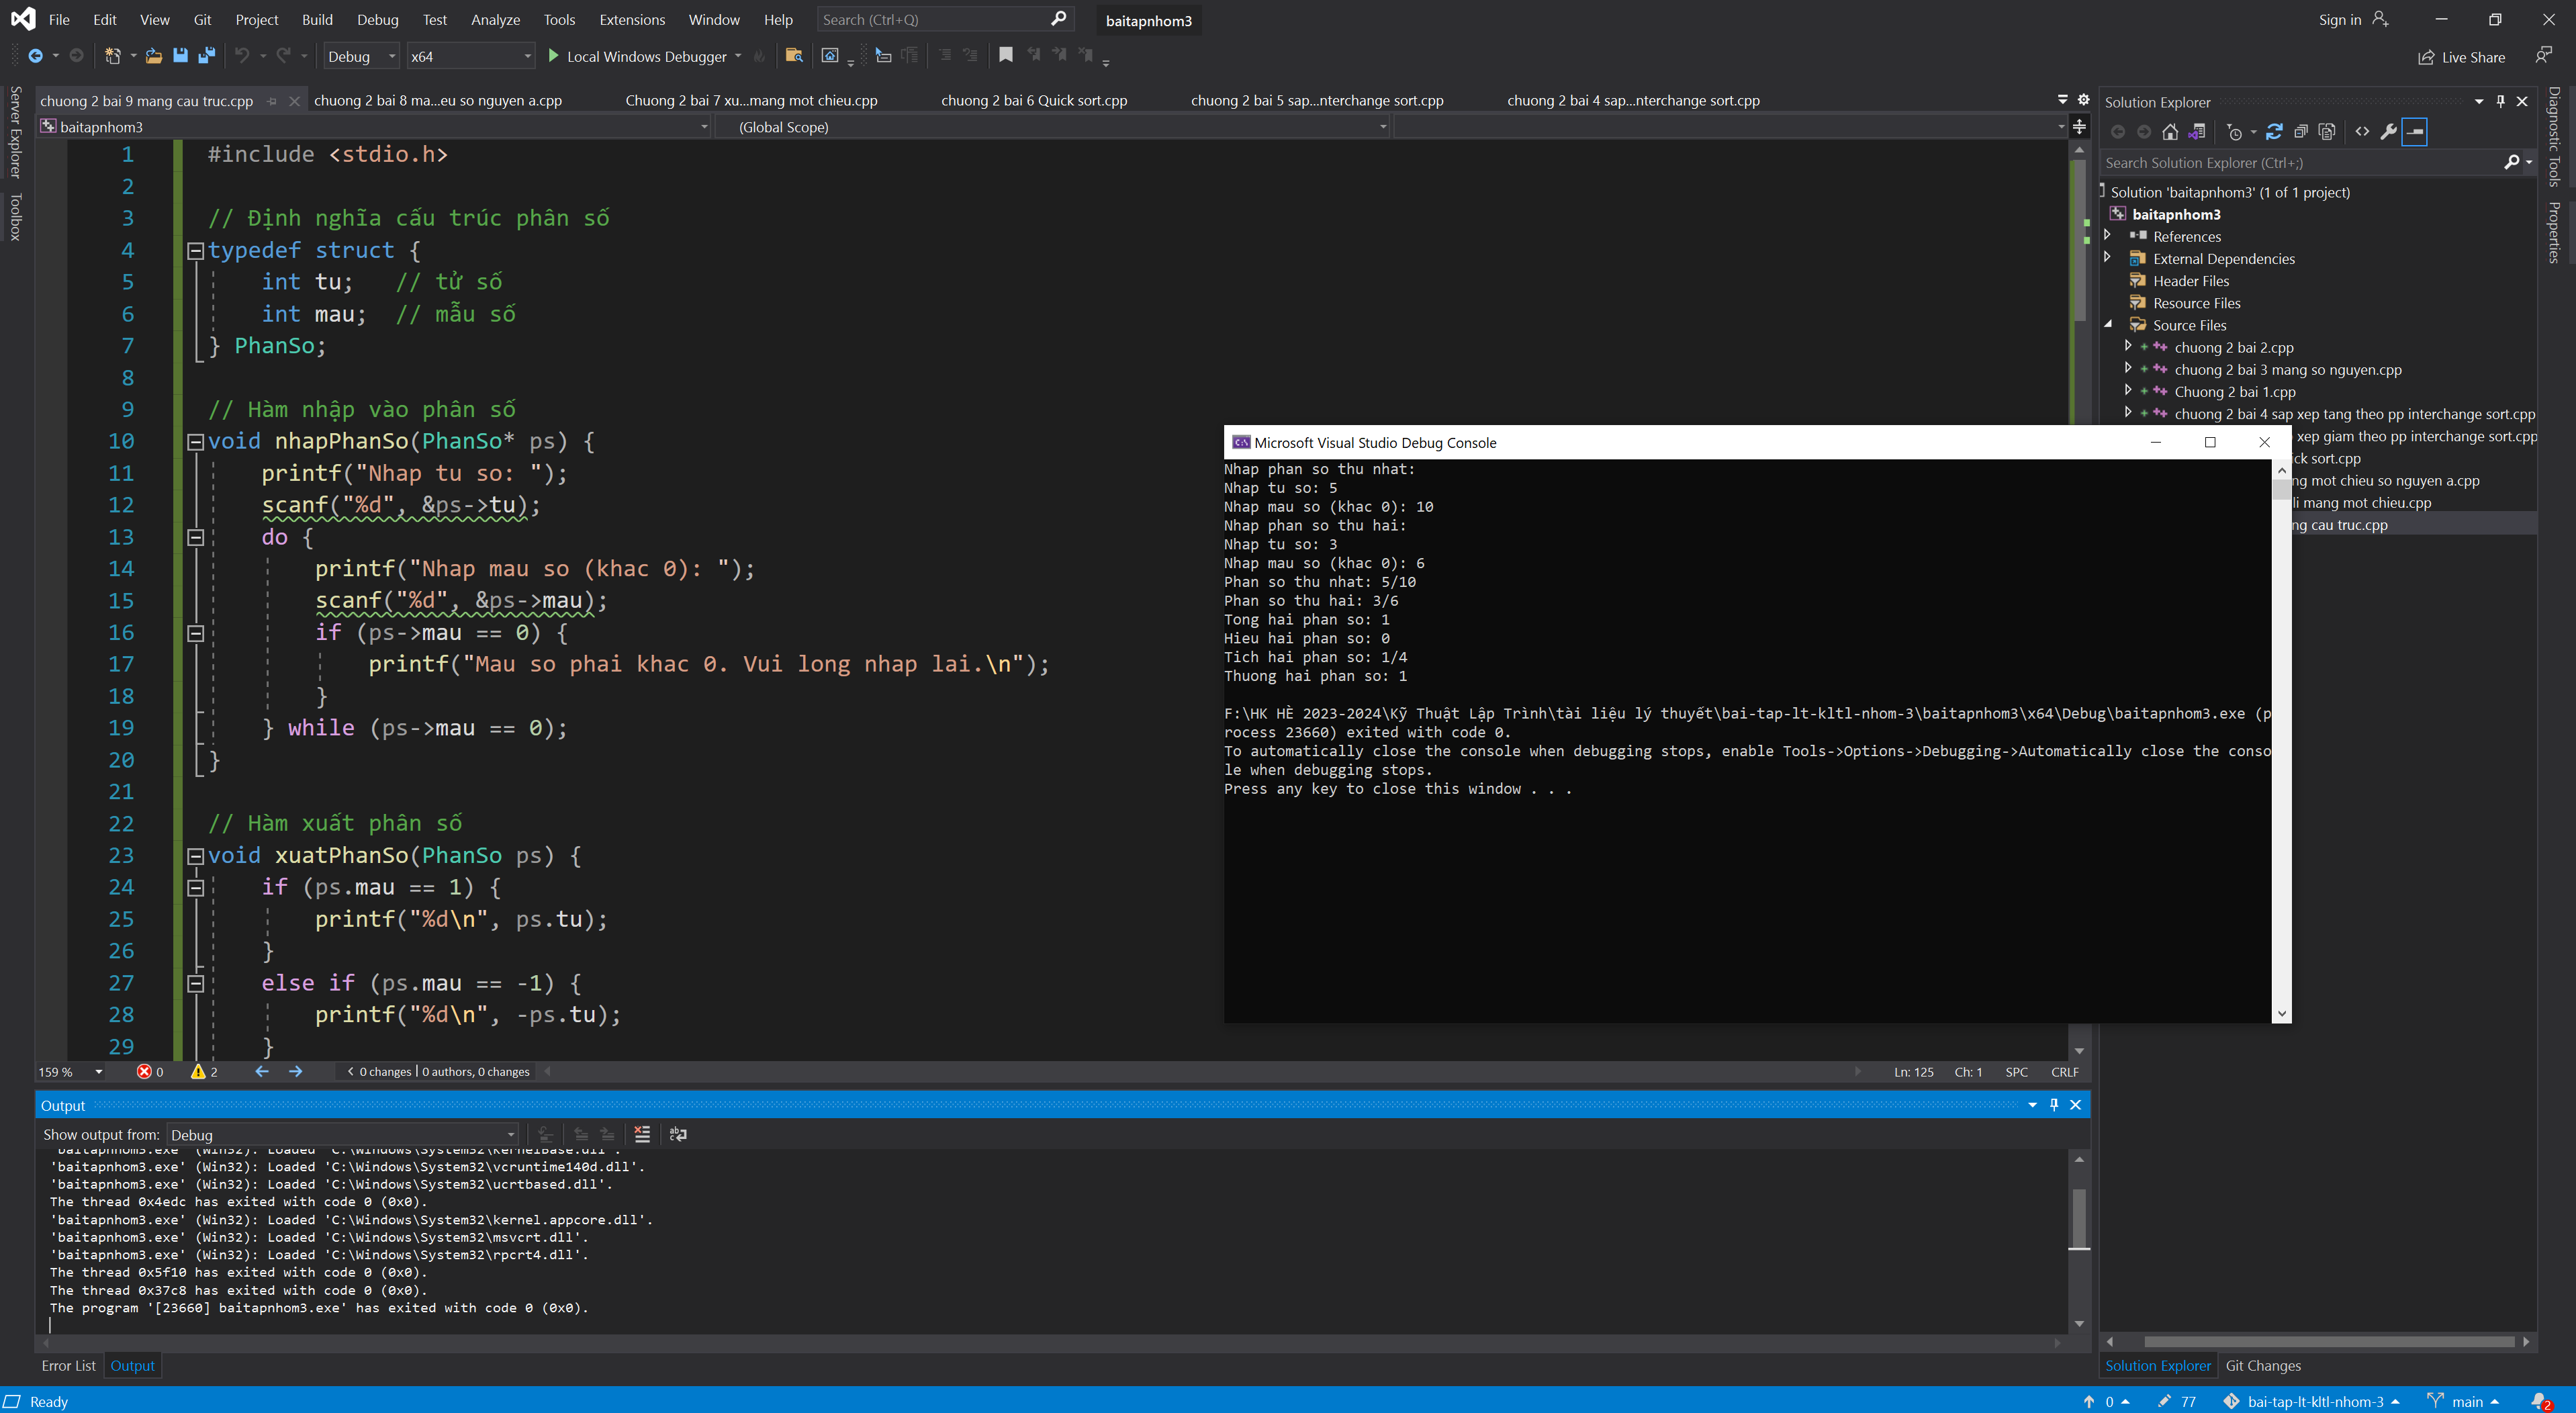 File Edit View Git Project Build Debug Test Analyze Tools Extensions Window Help Search (Ctrl+Q) baitapnhom3 Sign in
Debug x64 Local Windows Debugger Live Share
chuong 2 bai 9 mang cau truc.cpp chuong 2 bai 8 ma...eu so nguyen a.cpp Chuong 2 bai 7 xu....mang mot chieu.cpp chuong 2 bai 6 Quick sort.cpp chuong 2 bai 5 sap...nterchange sort.cpp chuong 2 bai 4 sap...nterchange sort.cpp
baitapnhom3 (Global Scope)
Server Explorer
Toolbox
1 #include <stdio.h>
2
3 // Định nghĩa cấu trúc phân số
4 typedef struct {
5 int tu; // tử số
6 int mau; // mẫu số
7 } PhanSo;
8
9 // Hàm nhập vào phân số
10 void nhapPhanSo(PhanSo* ps) {
11 printf("Nhap tu so: ");
12 scanf("%d", &ps->tu);
13 do {
14 printf("Nhap mau so (khac 0): ");
15 scanf("%d", &ps->mau);
16 if (ps->mau == 0) {
17 printf("Mau so phai khac 0. Vui long nhap lai.\n");
18 }
19 } while (ps->mau == 0);
20 }
21
22 // Hàm xuất phân số
23 void xuatPhanSo(PhanSo ps) {
24 if (ps.mau == 1) {
25 printf("%d\n", ps.tu);
26 }
27 else if (ps.mau == -1) {
28 printf("%d\n", -ps.tu);
29 }
159 % 0 2 0 changes | 0 authors, 0 changes Ln: 125 Ch: 1 SPC CRLF
Microsoft Visual Studio Debug Console
Nhap phan so thu nhat:
Nhap tu so: 5
Nhap mau so (khac 0): 10
Nhap phan so thu hai:
Nhap tu so: 3
Nhap mau so (khac 0): 6
Phan so thu nhat: 5/10
Phan so thu hai: 3/6
Tong hai phan so: 1
Hieu hai phan so: 0
Tich hai phan so: 1/4
Thuong hai phan so: 1
F:\HK HÈ 2023-2024\Kỹ Thuật Lập Trình\tài liệu lý thuyết\bai-tap-lt-kltl-nhom-3\baitapnhom3\x64\Debug\baitapnhom3.exe (p
rocess 23660) exited with code 0.
To automatically close the console when debugging stops, enable Tools->Options->Debugging->Automatically close the conso
le when debugging stops.
Press any key to close this window . . .
Output
Show output from: Debug
'baitapnhom3.exe' (Win32): Loaded 'C:\Windows\System32\KernelBase.dll'.
'baitapnhom3.exe' (Win32): Loaded 'C:\Windows\System32\vcruntime140d.dll'.
'baitapnhom3.exe' (Win32): Loaded 'C:\Windows\System32\ucrtbased.dll'.
The thread 0x4edc has exited with code 0 (0x0).
'baitapnhom3.exe' (Win32): Loaded 'C:\Windows\System32\kernel.appcore.dll'.
'baitapnhom3.exe' (Win32): Loaded 'C:\Windows\System32\msvcrt.dll'.
'baitapnhom3.exe' (Win32): Loaded 'C:\Windows\System32\rpcrt4.dll'.
The thread 0x5f10 has exited with code 0 (0x0).
The thread 0x37c8 has exited with code 0 (0x0).
The program '[23660] baitapnhom3.exe' has exited with code 0 (0x0).
Error List Output
Solution Explorer
Search Solution Explorer (Ctrl+;)
Solution 'baitapnhom3' (1 of 1 project)
baitapnhom3
References
External Dependencies
Header Files
Resource Files
Source Files
chuong 2 bai 2.cpp
chuong 2 bai 3 mang so nguyen.cpp
Chuong 2 bai 1.cpp
chuong 2 bai 4 sap xep tang theo pp interchange sort.cpp
xep giam theo pp interchange sort.cpp
ick sort.cpp
ng mot chieu so nguyen a.cpp
li mang mot chieu.cpp
ng cau truc.cpp
Solution Explorer Git Changes
Diagnostic Tools
Properties
Ready 0 77 bai-tap-lt-kltl-nhom-3 main 2